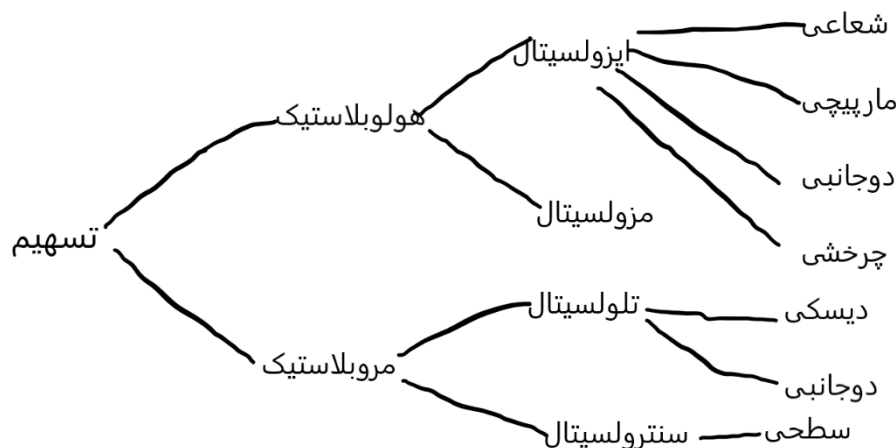 تسهیم
هولوبلاستیک
ایزولسیتال
شعاعی
مارپیچی
دوجانبی
چرخشی
مزولسیتال
مروبلاستیک
تلولسیتال
دیسکی
دوجانبی
سنترولسیتال
سطحی